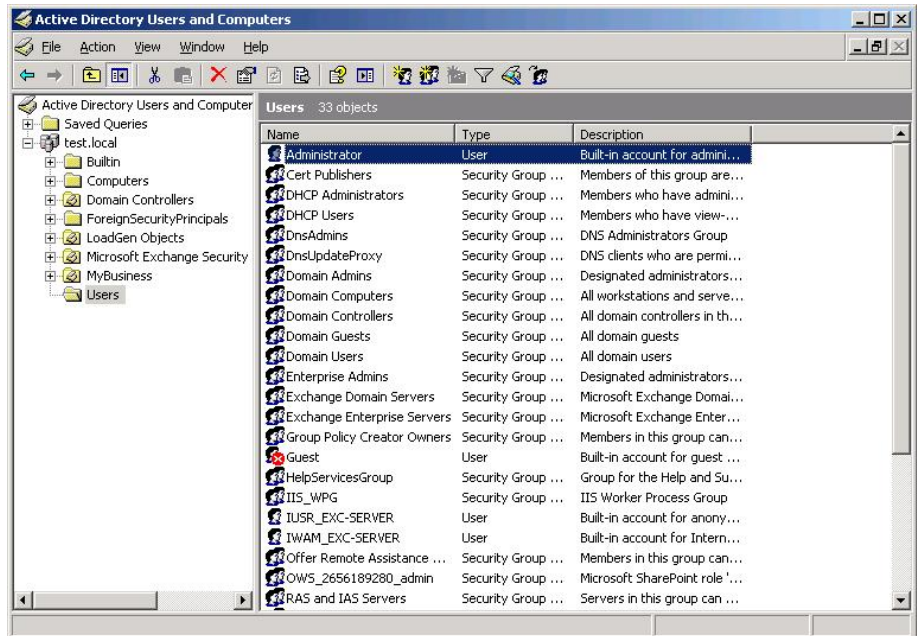 Active Directory Users and Computers
File Action View Window Help
Active Directory Users and Computer
Saved Queries
test.local
Builtin
Computers
Domain Controllers
ForeignSecurityPrincipals
LoadGen Objects
Microsoft Exchange Security
MyBusiness
Users
Users 33 objects
Name Type Description
Administrator User Built-in account for admini...
Cert Publishers Security Group ... Members of this group are...
DHCP Administrators Security Group ... Members who have admini...
DHCP Users Security Group ... Members who have view-...
DnsAdmins Security Group ... DNS Administrators Group
DnsUpdateProxy Security Group ... DNS clients who are permi...
Domain Admins Security Group ... Designated administrators...
Domain Computers Security Group ... All workstations and serve...
Domain Controllers Security Group ... All domain controllers in th...
Domain Guests Security Group ... All domain guests
Domain Users Security Group ... All domain users
Enterprise Admins Security Group ... Designated administrators...
Exchange Domain Servers Security Group ... Microsoft Exchange Domai...
Exchange Enterprise Servers Security Group ... Microsoft Exchange Enter...
Group Policy Creator Owners Security Group ... Members in this group can...
Guest User Built-in account for guest ...
HelpServicesGroup Security Group ... Group for the Help and Su...
IIS_WPG Security Group ... IIS Worker Process Group
IUSR_EXC-SERVER User Built-in account for anony...
IWAM_EXC-SERVER User Built-in account for Intern...
Offer Remote Assistance ... Security Group ... Members in this group can...
OWS_2656189280_admin Security Group ... Microsoft SharePoint role '...
RAS and IAS Servers Security Group ... Servers in this group can ...